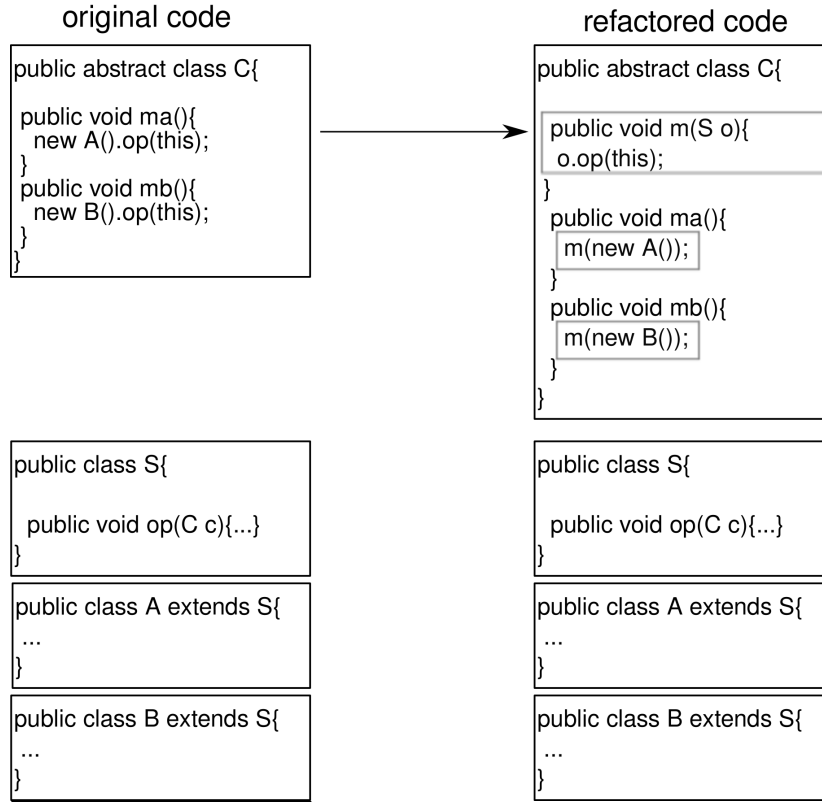 original code
public abstract class C{
public void ma(){
new A().op(this);
}
public void mb(){
new B().op(this);
}
}
public class S{
public void op(C c){...}
}
public class A extends S{
...
}
public class B extends S{
...
}
refactored code
public abstract class C{
public void m(S o){
o.op(this);
}
public void ma(){
m(new A());
}
public void mb(){
m(new B());
}
}
public class S{
public void op(C c){...}
}
public class A extends S{
...
}
public class B extends S{
...
}